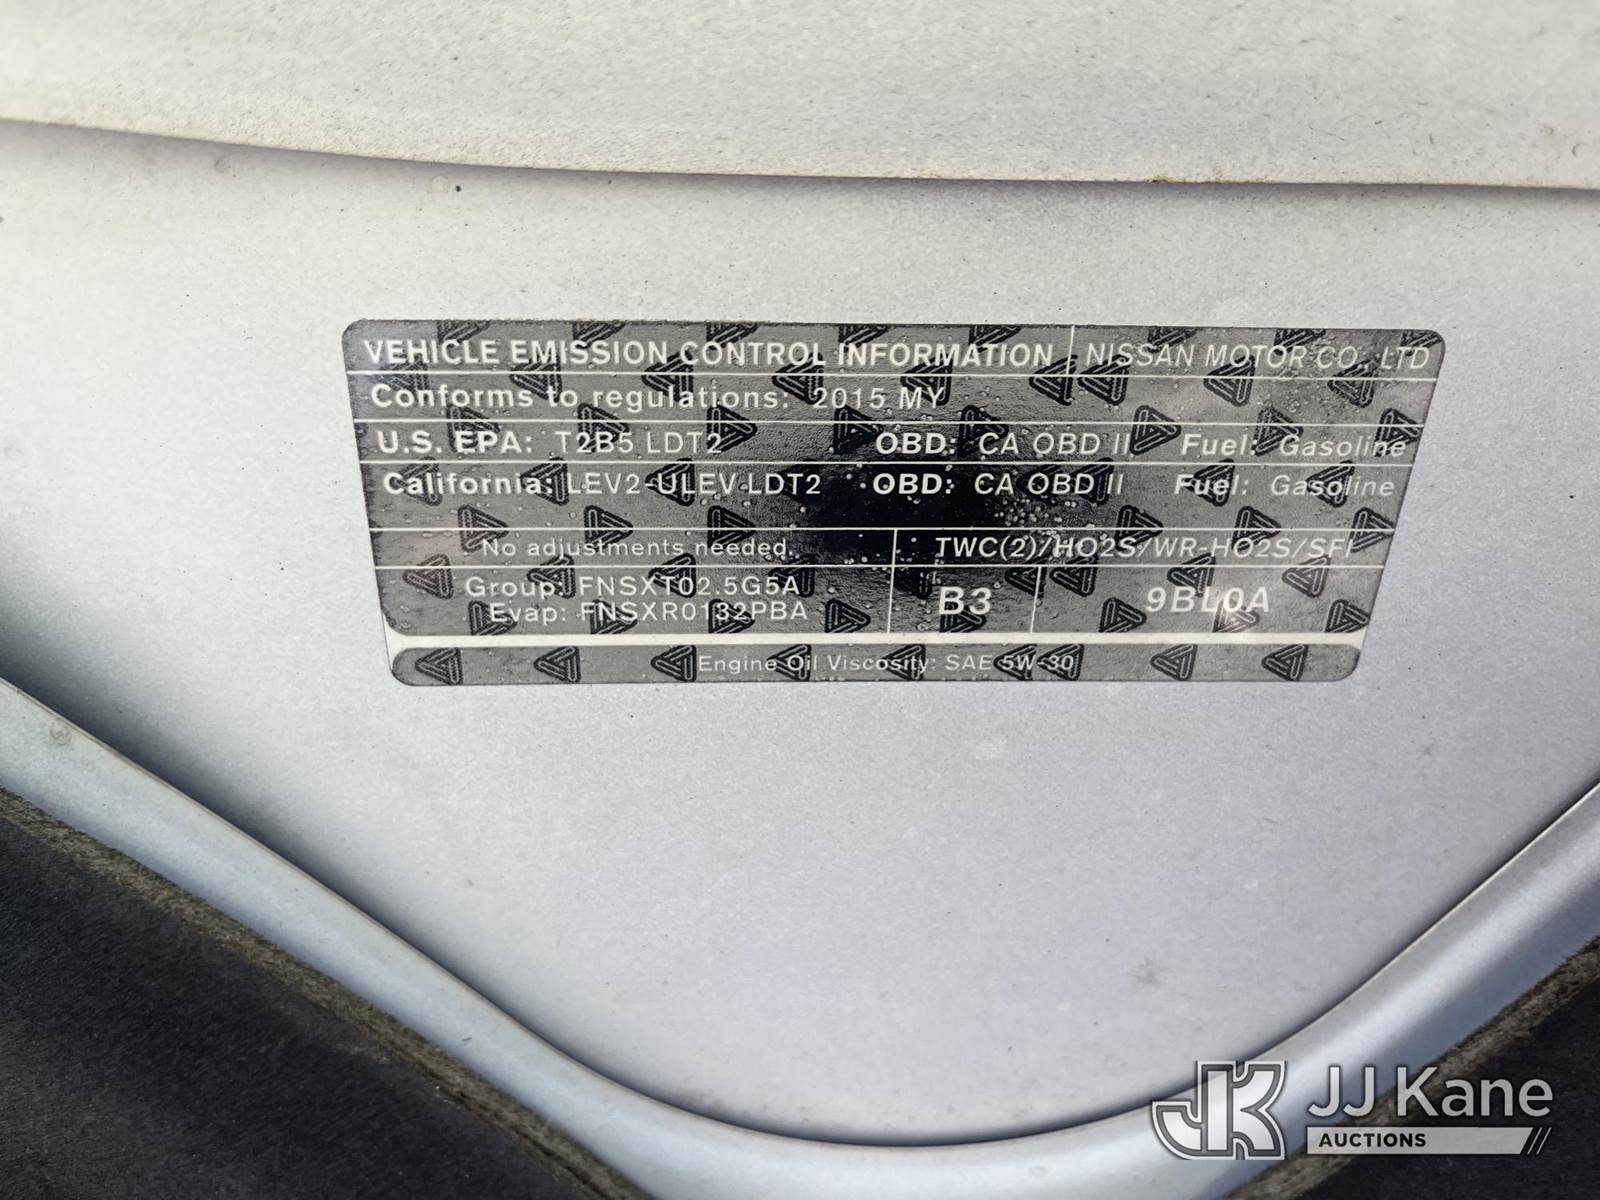 VEHICLE EMISSION CONTROL INFORMATION NISSAN MOTOR CO., LTD
Conforms to regulations: 2015 MY
U.S. EPA: T2B5 LDT2 OBD: CA OBD II Fuel: Gasoline
California: LEV2-ULEV LDT2 OBD: CA OBD II Fuel: Gasoline
No adjustments needed. TWC(2)/HO2S/WR-HO2S/SFI
Group: FNSXT02.5G5A
Evap: FNSXR0132PBA
B3 9BL0A
Engine Oil Viscosity: SAE 5W-30
JK JJ Kane
AUCTIONS